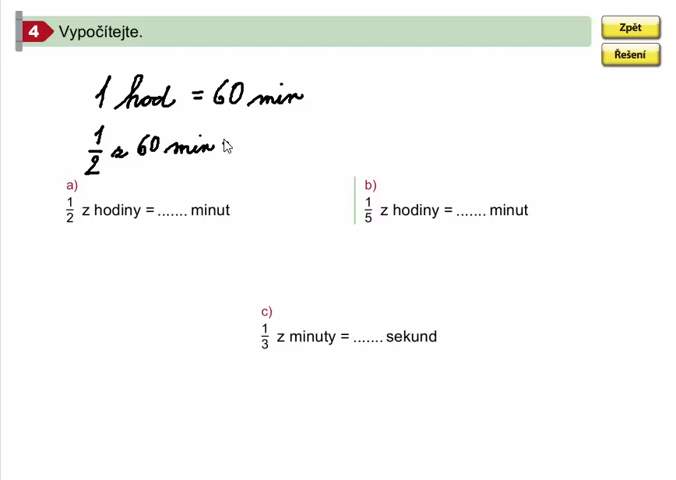 4 Vypočítejte.
Zpět
Řešení
1 hod = 60 min
1/2 z 60 min
a)
1/2 z hodiny = ....... minut
b)
1/5 z hodiny = ....... minut
c)
1/3 z minuty = ....... sekund